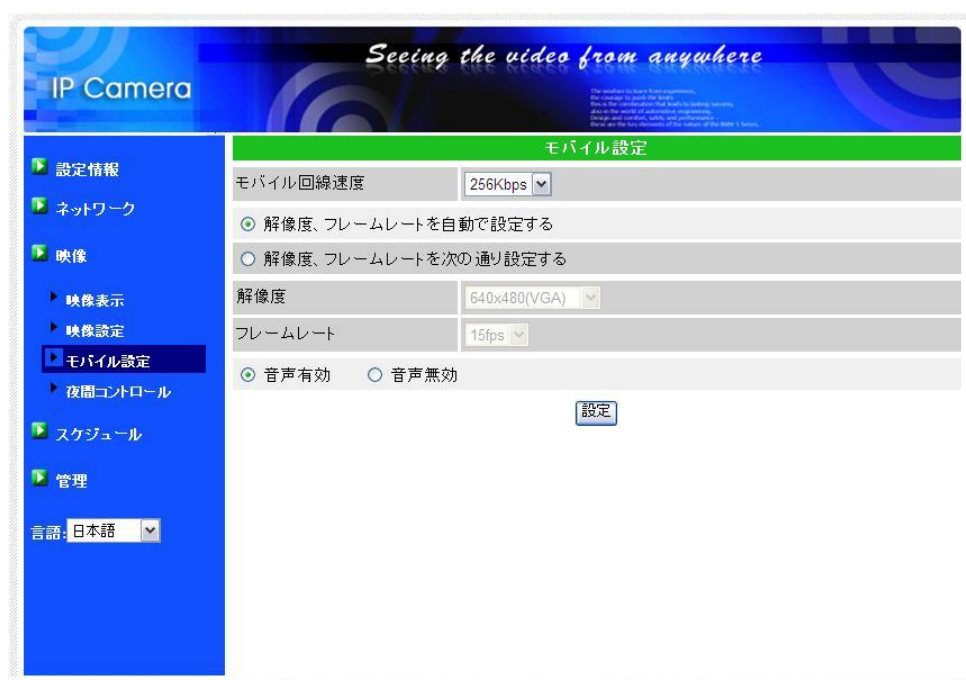 Seeing the video from anywhere
IP Camera
設定情報
ネットワーク
映像
映像表示
映像設定
モバイル設定
夜間コントロール
スケジュール
管理
言語: 日本語
モバイル設定
モバイル回線速度 256Kbps
解像度、フレームレートを自動で設定する
解像度、フレームレートを次の通り設定する
解像度 640x480(VGA)
フレームレート 15fps
音声有効 音声無効
設定